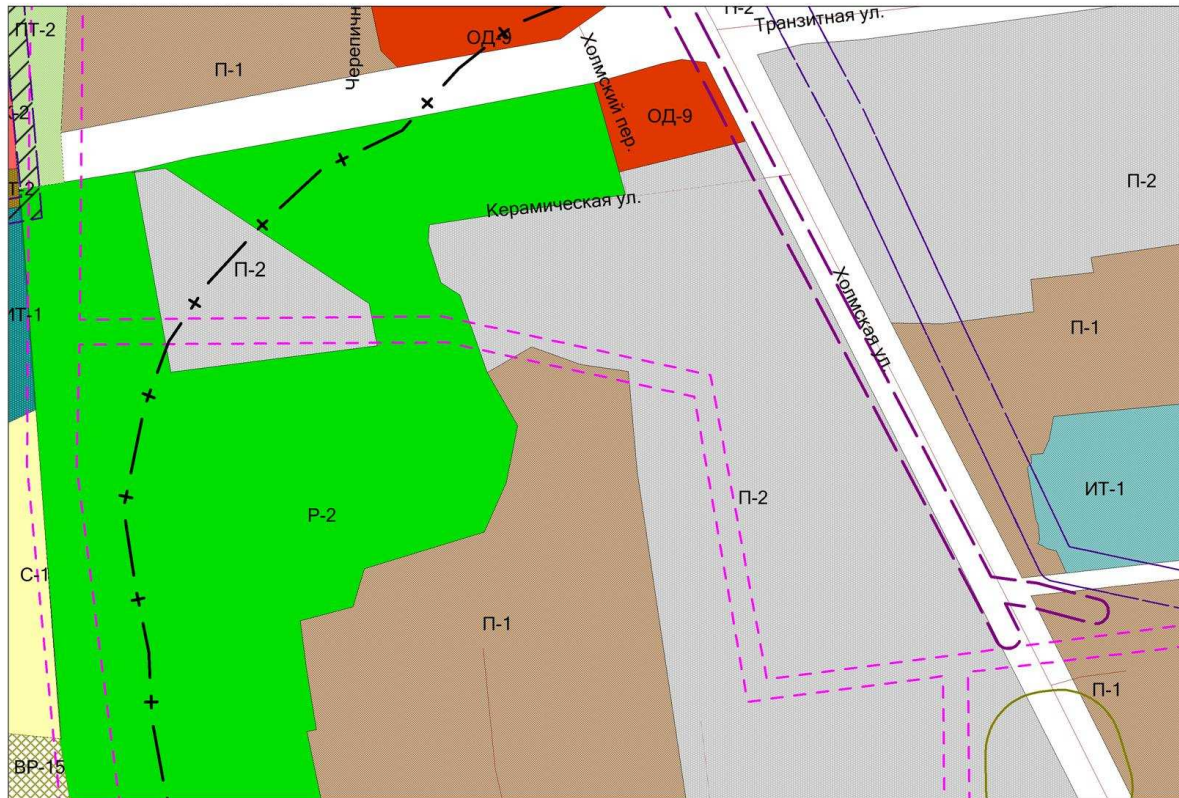 П-2
Транзитная ул.
ПТ-2
ОД-9
П-1
Черепичн
Холмский пер.
ОД-9
П-2
Керамическая ул.
П-2
ИТ-1
Холмская ул.
П-1
ИТ-1
П-2
Р-2
С-1
П-1
П-1
ВР-15